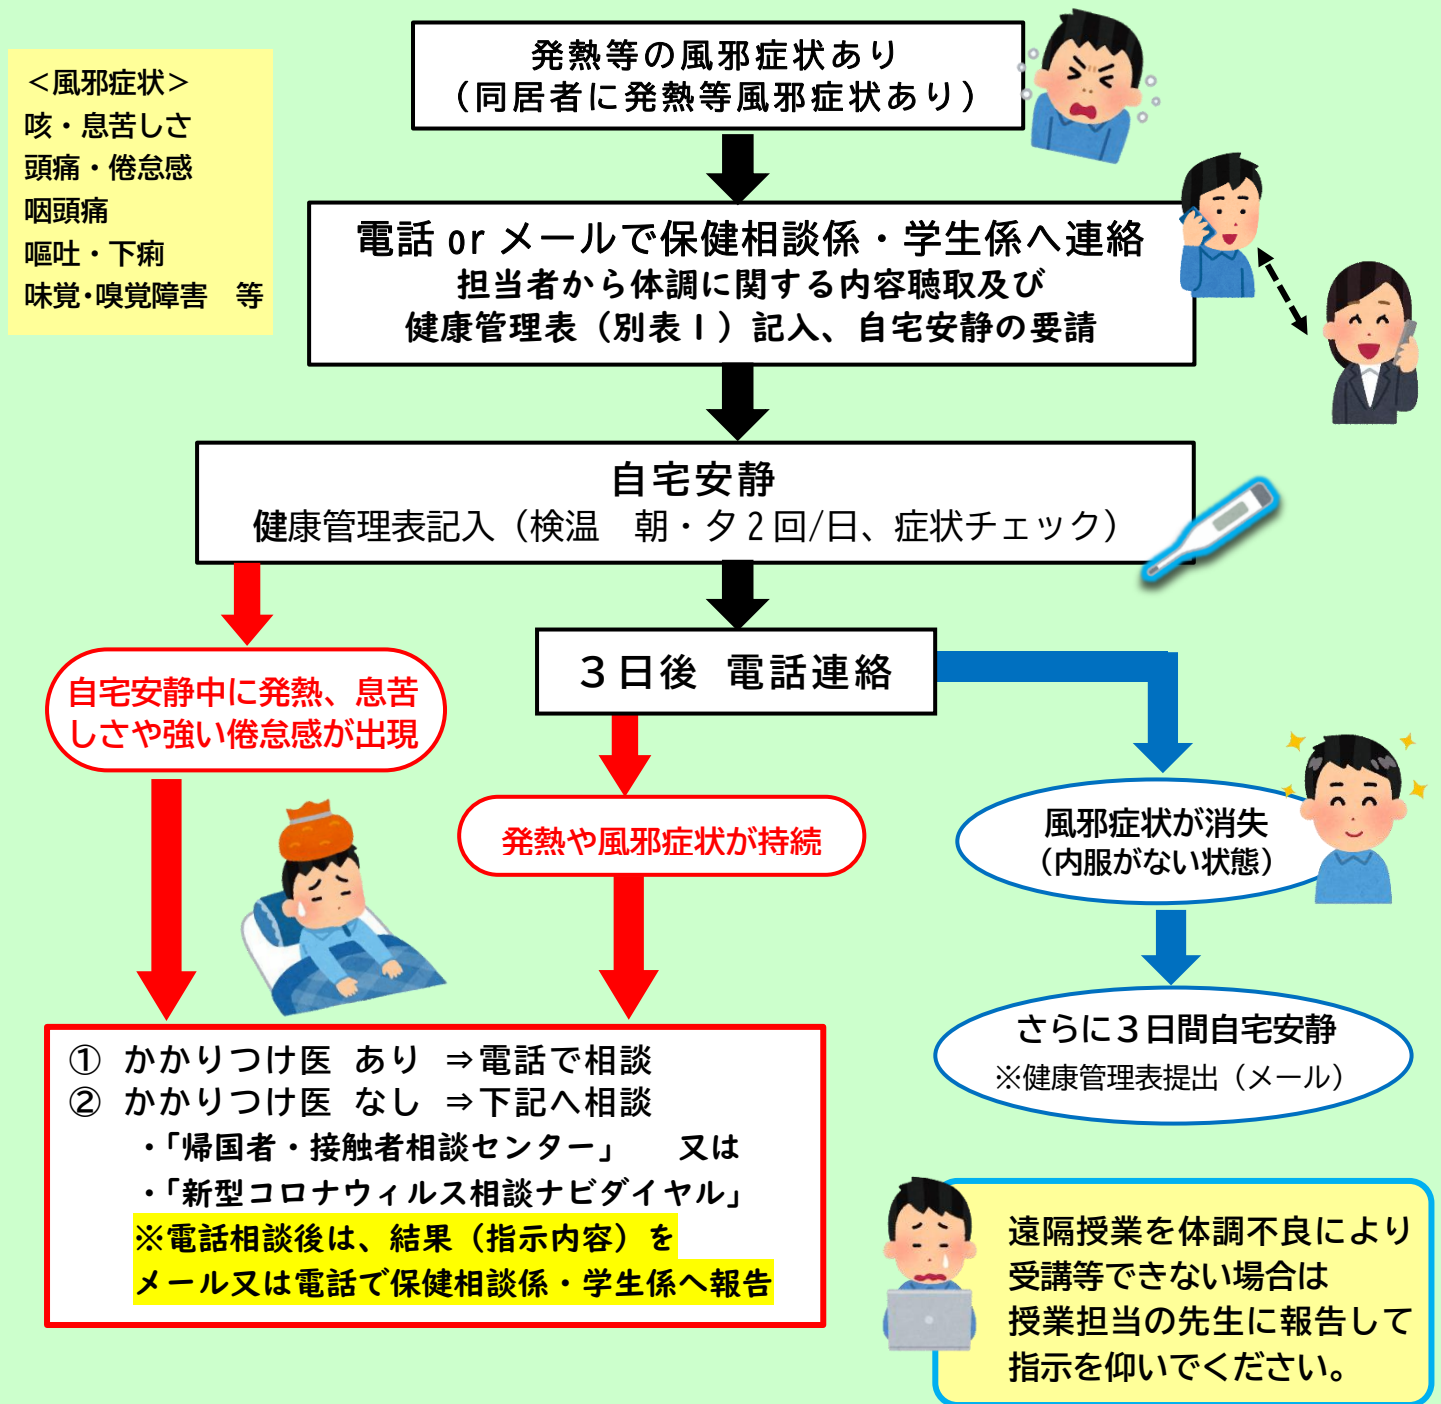 発熱等の風邪症状あり
（同居者に発熱等風邪症状あり）
＜風邪症状＞
咳・息苦しさ
頭痛・倦怠感
咽頭痛
嘔吐・下痢
味覚・嗅覚障害　等
電話 or メールで保健相談係・学生係へ連絡
担当者から体調に関する内容聴取及び
健康管理表（別表１）記入、自宅安静の要請
自宅安静
健康管理表記入（検温　朝・夕２回/日、症状チェック）
３日後 電話連絡
自宅安静中に発熱、息苦
しさや強い倦怠感が出現
発熱や風邪症状が持続
風邪症状が消失
（内服がない状態）
さらに３日間自宅安静
※健康管理表提出（メール）
① かかりつけ医 あり ⇒電話で相談
② かかりつけ医 なし ⇒下記へ相談
・「帰国者・接触者相談センター」　又は
・「新型コロナウィルス相談ナビダイヤル」
※電話相談後は、結果（指示内容）を
メール又は電話で保健相談係・学生係へ報告
遠隔授業を体調不良により
受講等できない場合は
授業担当の先生に報告して
指示を仰いでください。